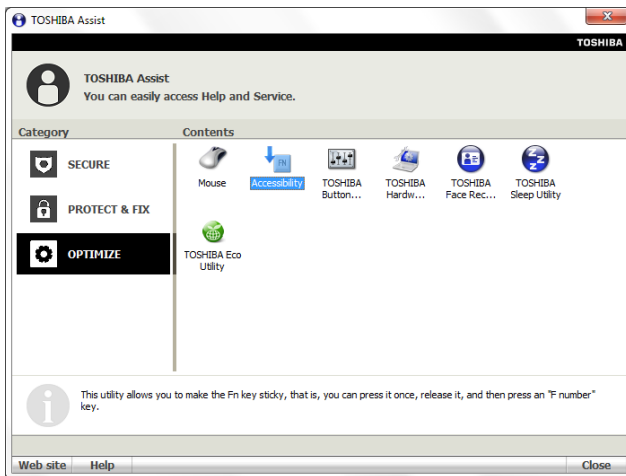 TOSHIBA Assist
TOSHIBA
TOSHIBA Assist
You can easily access Help and Service.
Category
Contents
SECURE
PROTECT & FIX
OPTIMIZE
Mouse
FN
Accessibility
TOSHIBA
Button...
TOSHIBA
Hardw...
TOSHIBA
Face Rec...
zZz
TOSHIBA
Sleep Utility
TOSHIBA Eco
Utility
This utility allows you to make the Fn key sticky, that is, you can press it once, release it, and then press an "F number"
key.
Web site
Help
Close